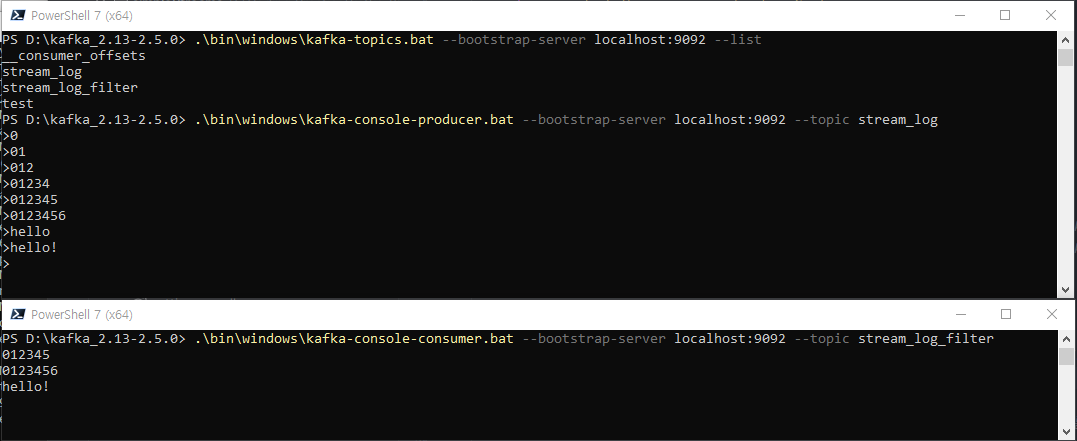 PowerShell 7 (x64)
PS D:\kafka_2.13-2.5.0> .\bin\windows\kafka-topics.bat --bootstrap-server localhost:9092 --list
__consumer_offsets
stream_log
stream_log_filter
test
PS D:\kafka_2.13-2.5.0> .\bin\windows\kafka-console-producer.bat --bootstrap-server localhost:9092 --topic stream_log
>0
>01
>012
>01234
>012345
>0123456
>hello
>hello!
>
PowerShell 7 (x64)
PS D:\kafka_2.13-2.5.0> .\bin\windows\kafka-console-consumer.bat --bootstrap-server localhost:9092 --topic stream_log_filter
012345
0123456
hello!